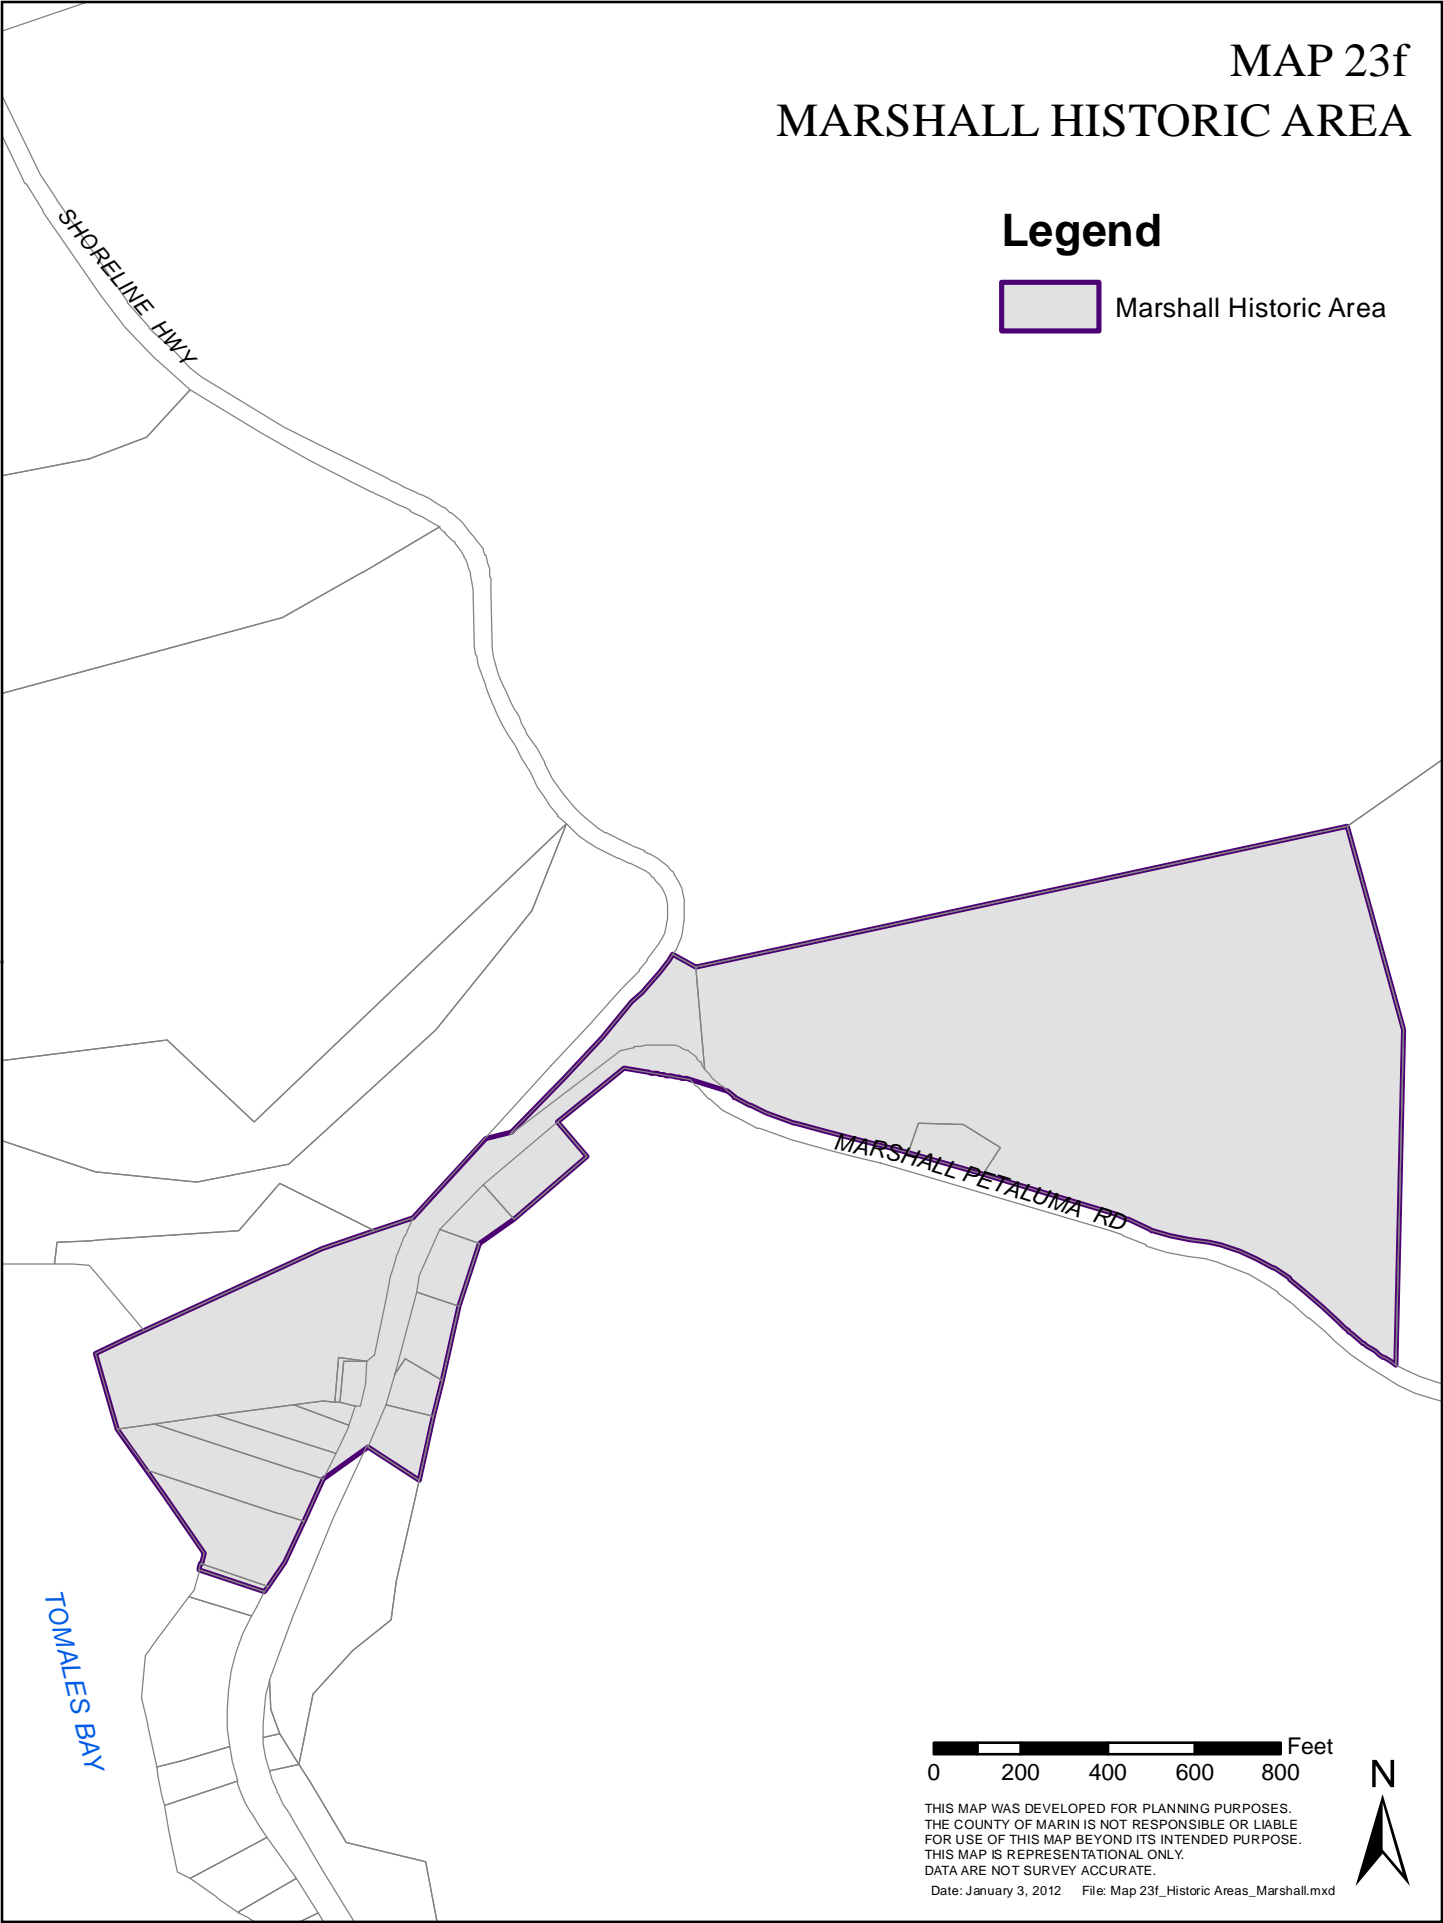 MAP 23f
MARSHALL HISTORIC AREA
Legend
Marshall Historic Area
SHORELINE HWY
MARSHALL PETALUMA RD
TOMALES BAY
Feet
0 200 400 600 800
N
THIS MAP WAS DEVELOPED FOR PLANNING PURPOSES.
THE COUNTY OF MARIN IS NOT RESPONSIBLE OR LIABLE
FOR USE OF THIS MAP BEYOND ITS INTENDED PURPOSE.
THIS MAP IS REPRESENTATIONAL ONLY.
DATA ARE NOT SURVEY ACCURATE.
Date: January 3, 2012 File: Map 23f_Historic Areas_Marshall.mxd